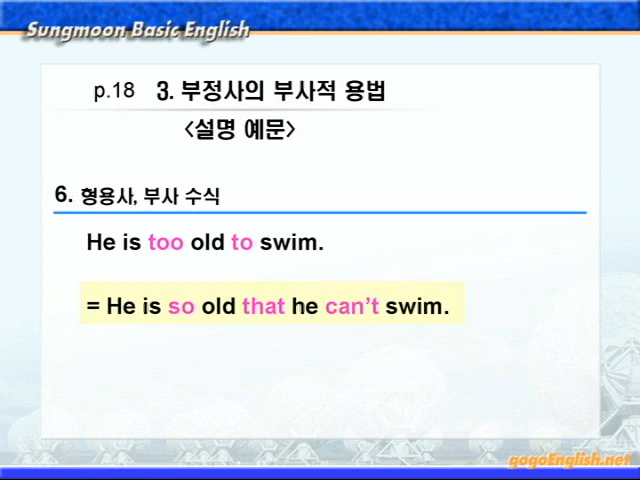 Sungmoon Basic English
p.18 3. 부정사의 부사적 용법
<설명 예문>
6. 형용사, 부사 수식
He is too old to swim.
= He is so old that he can't swim.
gogoEnglish.net